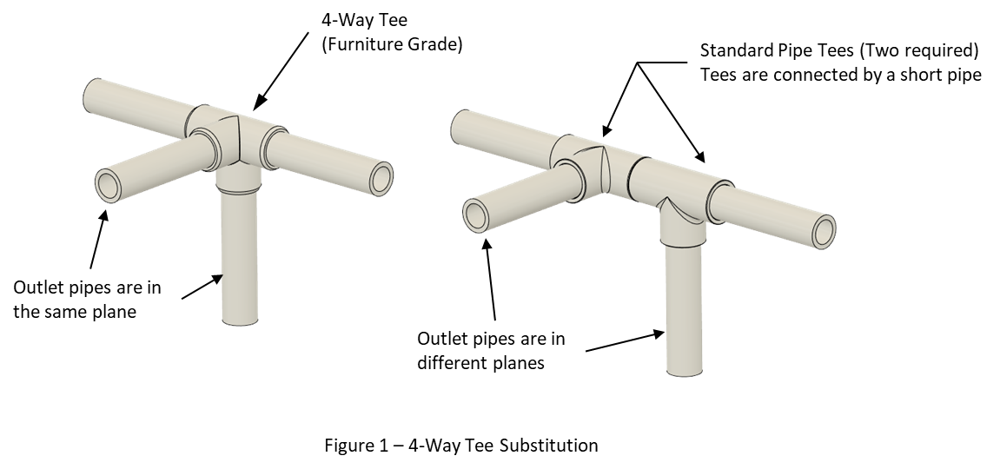 4-Way Tee
(Furniture Grade)
Standard Pipe Tees (Two required)
Tees are connected by a short pipe
Outlet pipes are in
the same plane
Outlet pipes are in
different planes
Figure 1 – 4-Way Tee Substitution